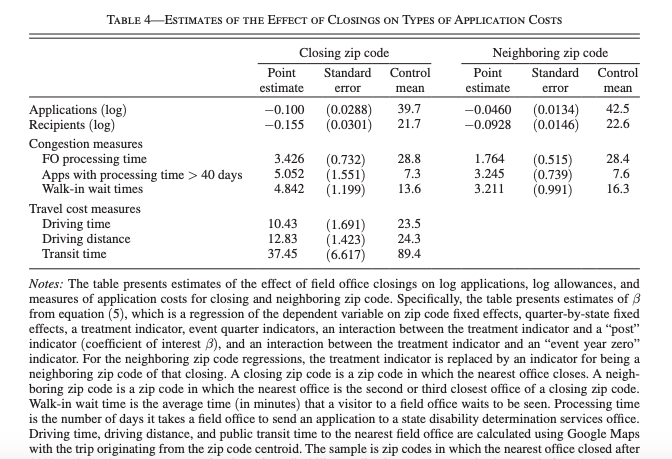 TABLE 4—ESTIMATES OF THE EFFECT OF CLOSINGS ON TYPES OF APPLICATION COSTS
Closing zip code Neighboring zip code
Point Standard Control Point Standard Control
estimate error mean estimate error mean
Applications (log) −0.100 (0.0288) 39.7 −0.0460 (0.0134) 42.5
Recipients (log) −0.155 (0.0301) 21.7 −0.0928 (0.0146) 22.6
Congestion measures
FO processing time 3.426 (0.732) 28.8 1.764 (0.515) 28.4
Apps with processing time > 40 days 5.052 (1.551) 7.3 3.245 (0.739) 7.6
Walk-in wait times 4.842 (1.199) 13.6 3.211 (0.991) 16.3
Travel cost measures
Driving time 10.43 (1.691) 23.5
Driving distance 12.83 (1.423) 24.3
Transit time 37.45 (6.617) 89.4
Notes: The table presents estimates of the effect of field office closings on log applications, log allowances, and
measures of application costs for closing and neighboring zip code. Specifically, the table presents estimates of β
from equation (5), which is a regression of the dependent variable on zip code fixed effects, quarter-by-state fixed
effects, a treatment indicator, event quarter indicators, an interaction between the treatment indicator and a “post”
indicator (coefficient of interest β), and an interaction between the treatment indicator and an “event year zero”
indicator. For the neighboring zip code regressions, the treatment indicator is replaced by an indicator for being a
neighboring zip code of that closing. A closing zip code is a zip code in which the nearest office closes. A neigh-
boring zip code is a zip code in which the nearest office is the second or third closest office of a closing zip code.
Walk-in wait time is the average time (in minutes) that a visitor to a field office waits to be seen. Processing time
is the number of days it takes a field office to send an application to a state disability determination services office.
Driving time, driving distance, and public transit time to the nearest field office are calculated using Google Maps
with the trip originating from the zip code centroid. The sample is zip codes in which the nearest office closed after